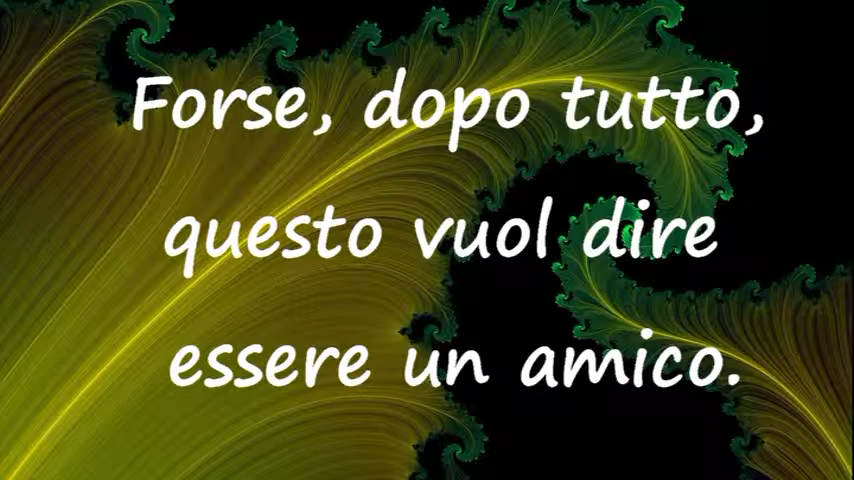 Forse, dopo tutto,
questo vuol dire
essere un amico.